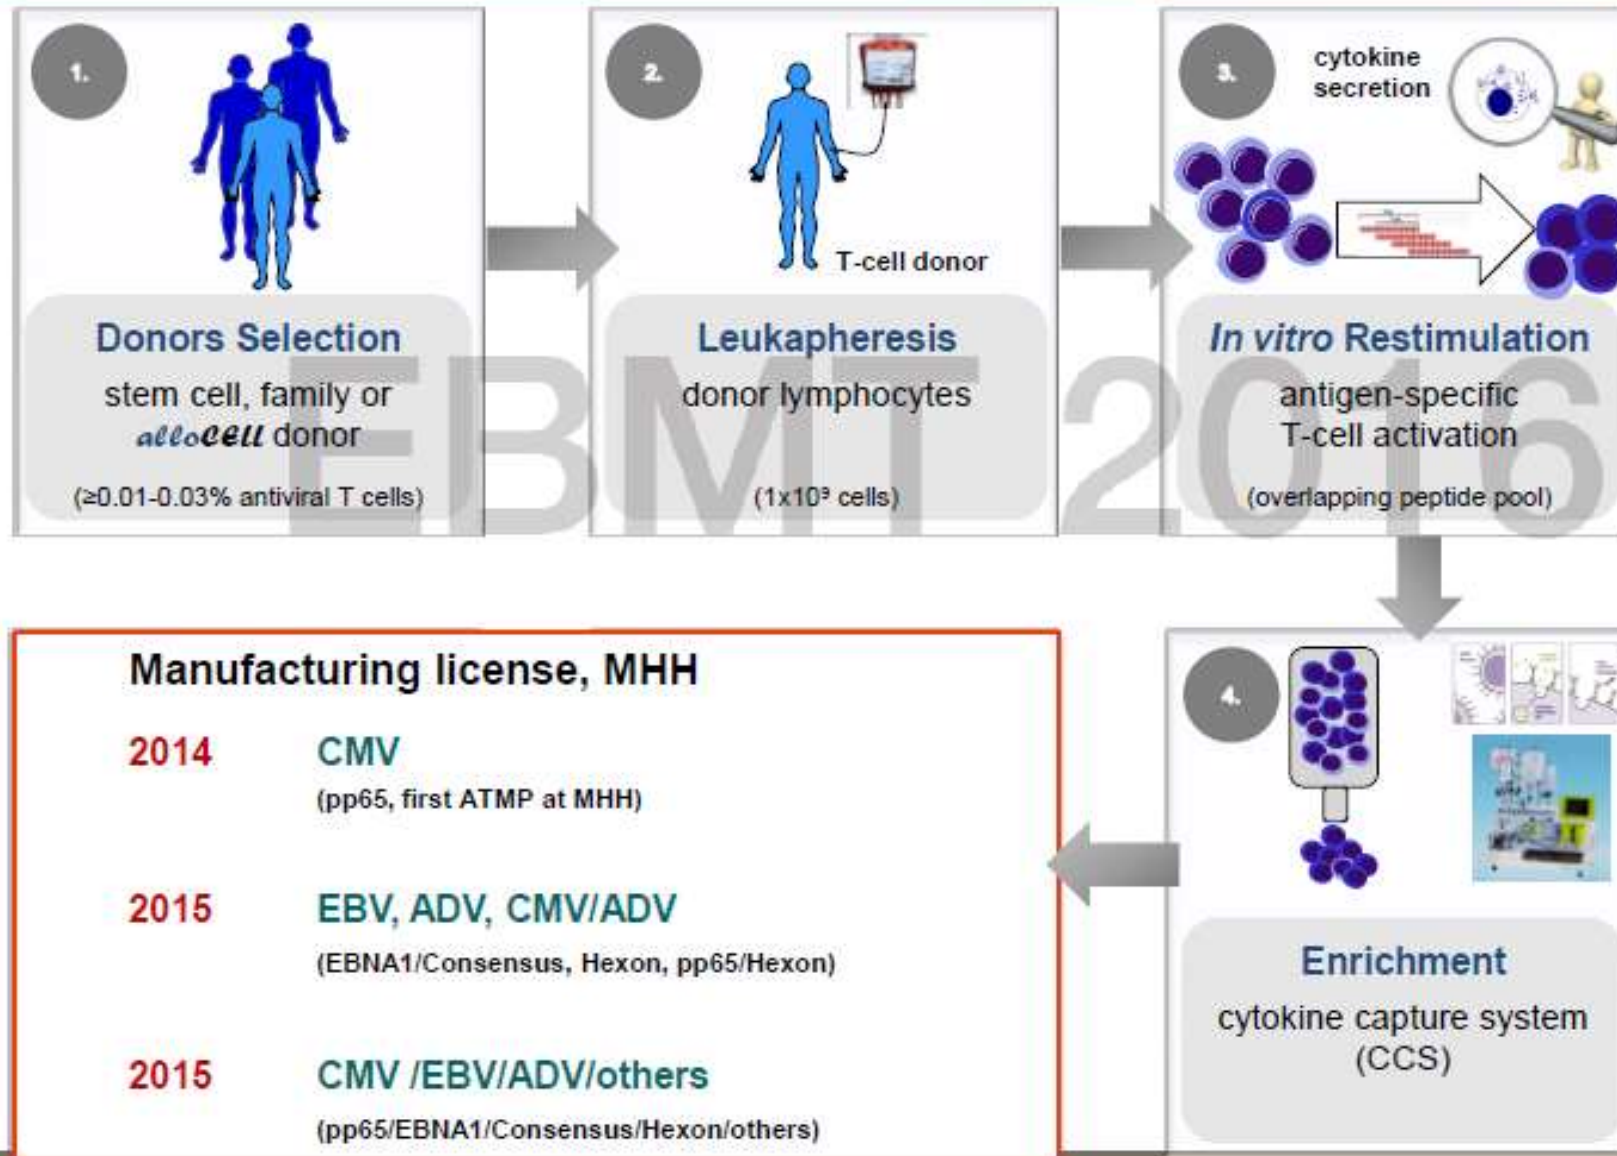 1.
Donors Selection
stem cell, family or
alloCELL donor
(≥0.01-0.03% antiviral T cells)
2.
T-cell donor
Leukapheresis
donor lymphocytes
(1x10⁹ cells)
3.
cytokine
secretion
In vitro Restimulation
antigen-specific
T-cell activation
(overlapping peptide pool)
EBMT 2016
4.
Enrichment
cytokine capture system
(CCS)
Manufacturing license, MHH
2014 CMV
(pp65, first ATMP at MHH)
2015 EBV, ADV, CMV/ADV
(EBNA1/Consensus, Hexon, pp65/Hexon)
2015 CMV /EBV/ADV/others
(pp65/EBNA1/Consensus/Hexon/others)